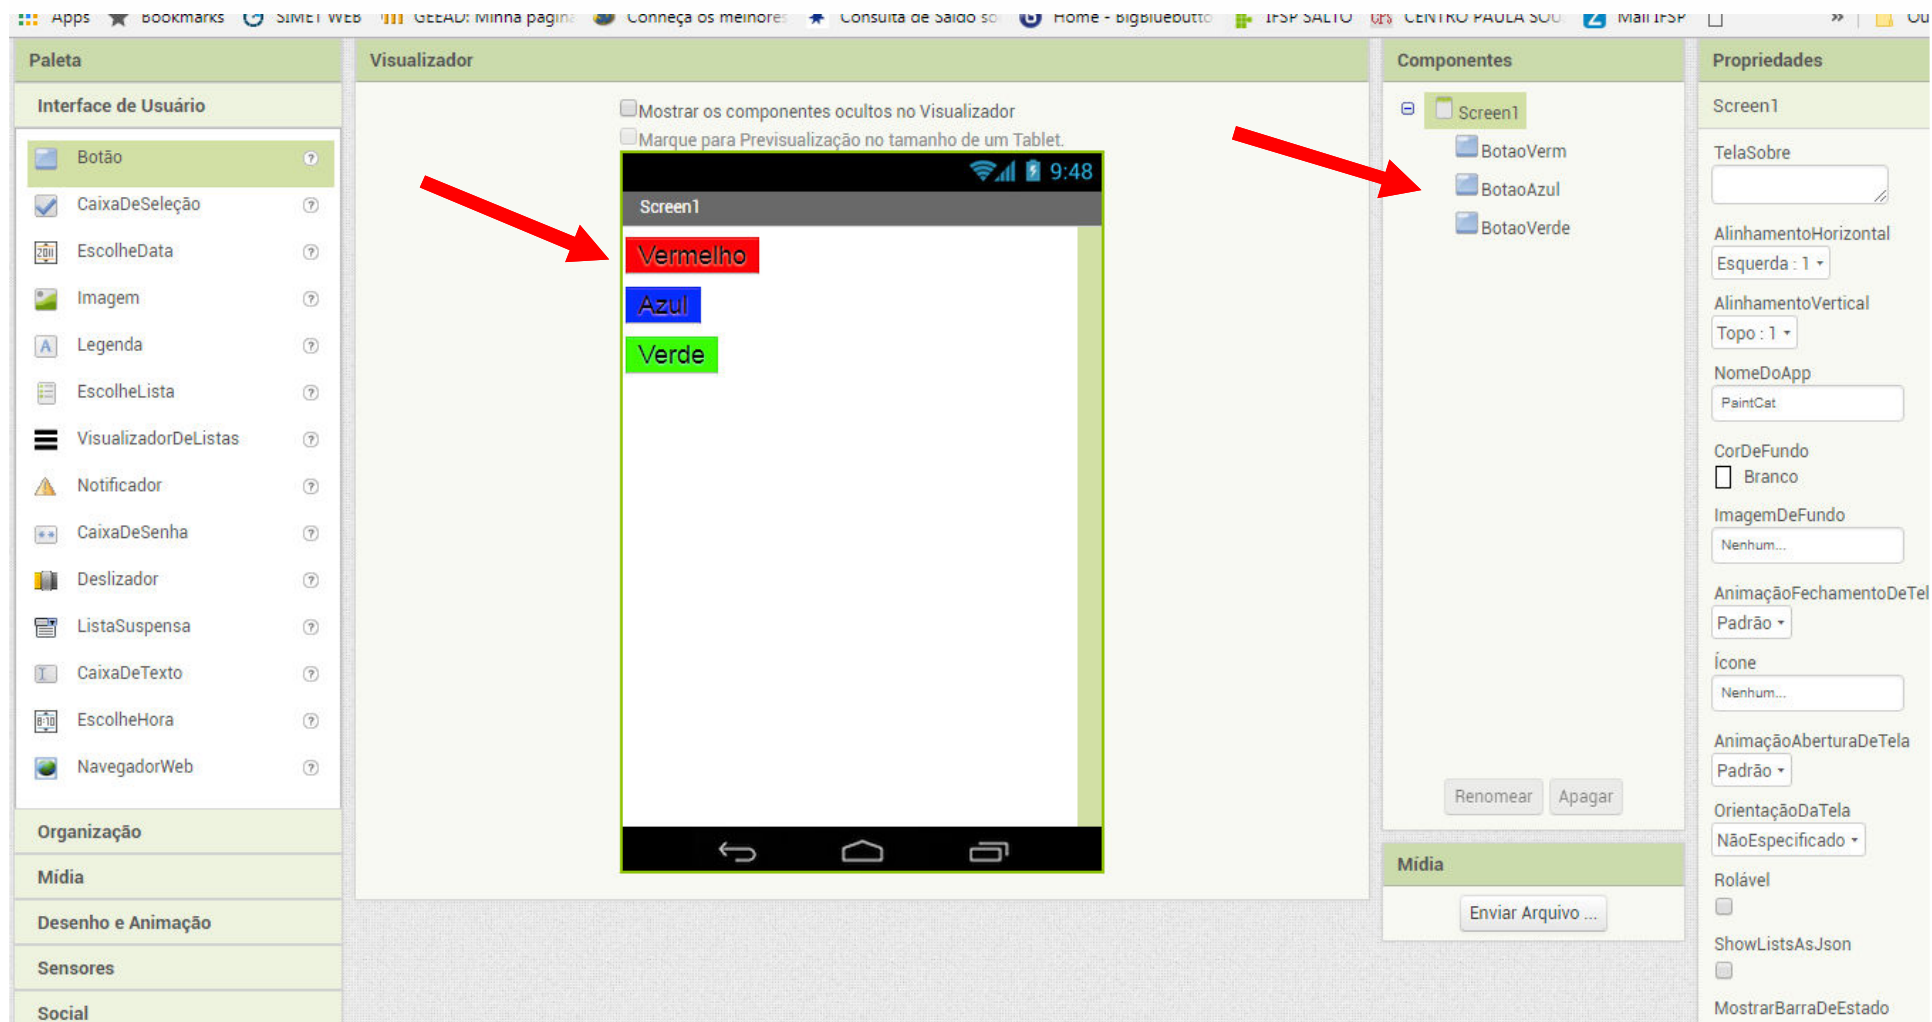 Apps Bookmarks SIMET WEB GEEAD: Minha página Conheça os melhores Consulta de Saldo so Home - BigBlueButto IFSP SALTO CENTRO PAULA SOU Mail IFSP » Ou
Paleta
Interface de Usuário
Botão ?
CaixaDeSeleção ?
EscolheData ?
Imagem ?
Legenda ?
EscolheLista ?
VisualizadorDeListas ?
Notificador ?
CaixaDeSenha ?
Deslizador ?
ListaSuspensa ?
CaixaDeTexto ?
EscolheHora ?
NavegadorWeb ?
Organização
Mídia
Desenho e Animação
Sensores
Social
Visualizador
Mostrar os componentes ocultos no Visualizador
Marque para Previsualização no tamanho de um Tablet.
9:48
Screen1
Vermelho
Azul
Verde
Componentes
Screen1
BotaoVerm
BotaoAzul
BotaoVerde
Renomear Apagar
Mídia
Enviar Arquivo ...
Propriedades
Screen1
TelaSobre
AlinhamentoHorizontal
Esquerda : 1
AlinhamentoVertical
Topo : 1
NomeDoApp
PaintCat
CorDeFundo
Branco
ImagemDeFundo
Nenhum...
AnimaçãoFechamentoDeTel
Padrão
Ícone
Nenhum...
AnimaçãoAberturaDeTela
Padrão
OrientaçãoDaTela
NãoEspecificado
Rolável
ShowListsAsJson
MostrarBarraDeEstado